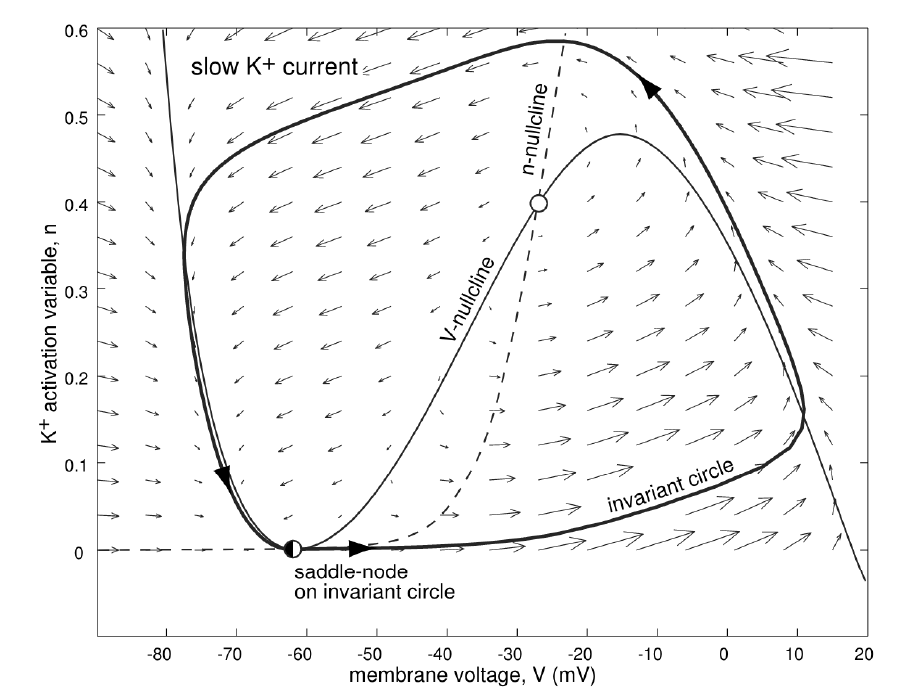 0.6
slow K+ current
0.5
n-nullcline
0.4
0.3
V-nullcline
0.2
0.1
invariant circle
0
saddle-node
on invariant circle
K+ activation variable, n
-80 -70 -60 -50 -40 -30 -20 -10 0 10 20
membrane voltage, V (mV)